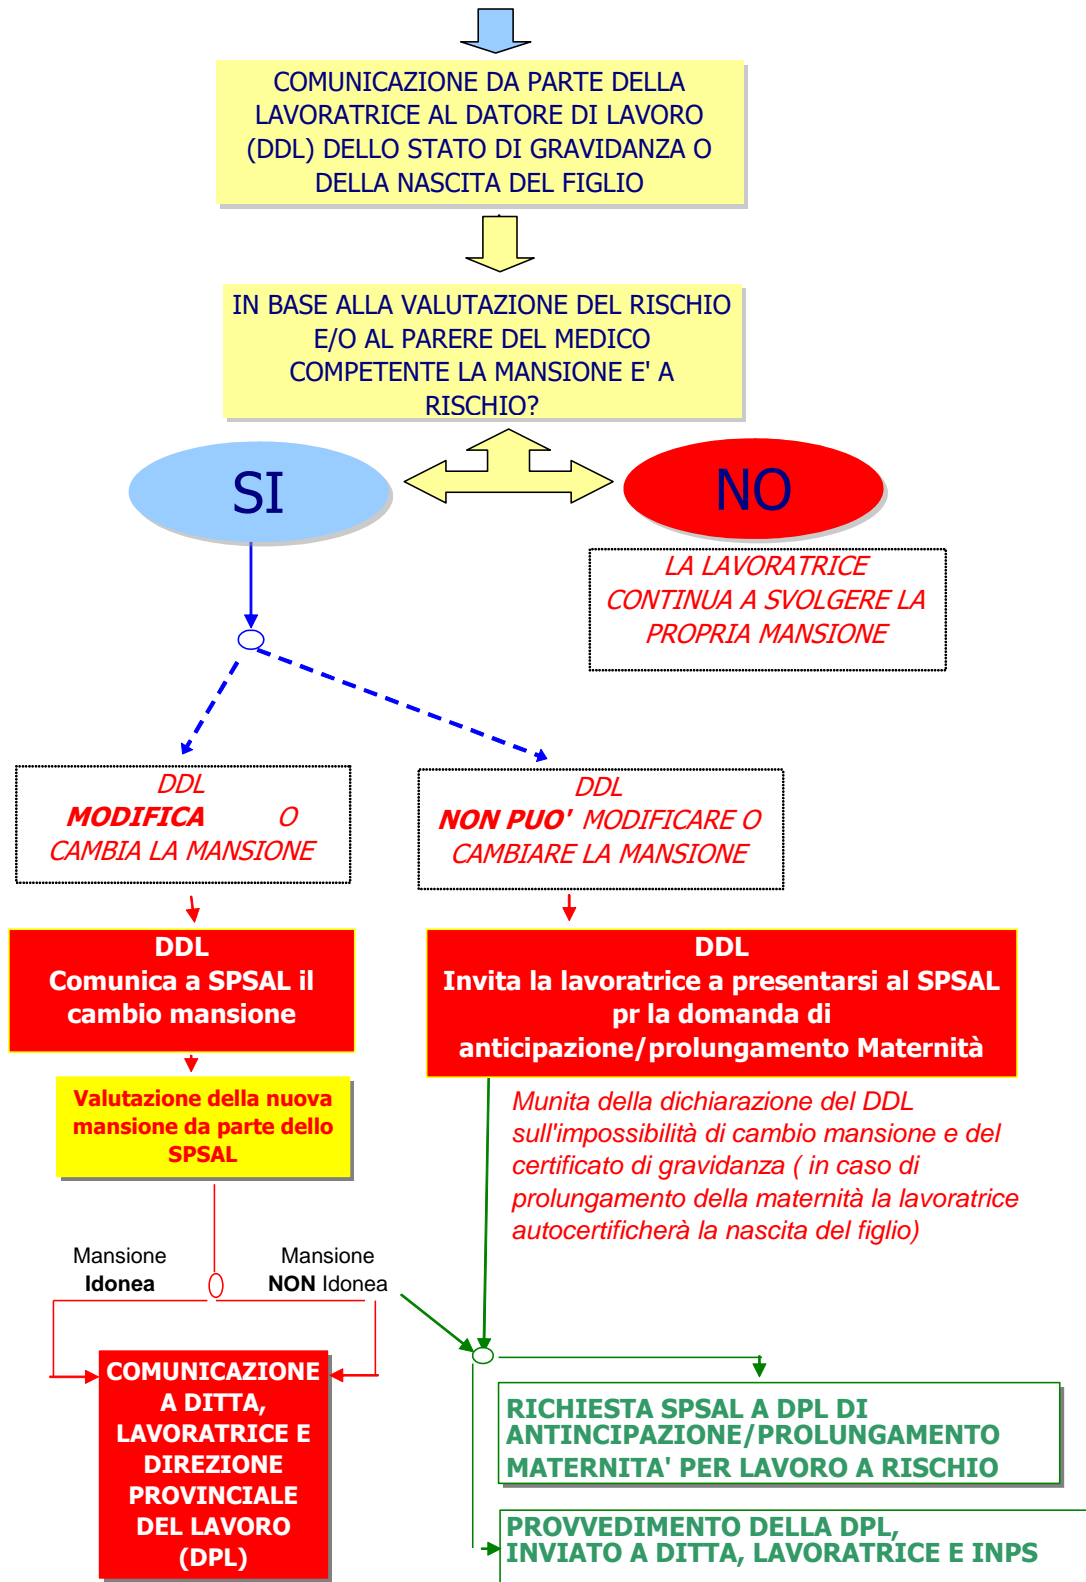 COMUNICAZIONE DA PARTE DELLA
LAVORATRICE AL DATORE DI LAVORO
(DDL) DELLO STATO DI GRAVIDANZA O
DELLA NASCITA DEL FIGLIO
IN BASE ALLA VALUTAZIONE DEL RISCHIO
E/O AL PARERE DEL MEDICO
COMPETENTE LA MANSIONE E' A
RISCHIO?
SI
NO
LA LAVORATRICE
CONTINUA A SVOLGERE LA
PROPRIA MANSIONE
DDL
MODIFICA O
CAMBIA LA MANSIONE
DDL
NON PUO' MODIFICARE O
CAMBIARE LA MANSIONE
DDL
Comunica a SPSAL il
cambio mansione
DDL
Invita la lavoratrice a presentarsi al SPSAL
pr la domanda di
anticipazione/prolungamento Maternità
Valutazione della nuova
mansione da parte dello
SPSAL
Munita della dichiarazione del DDL
sull'impossibilità di cambio mansione e del
certificato di gravidanza ( in caso di
prolungamento della maternità la lavoratrice
autocertificherà la nascita del figlio)
Mansione
Idonea
Mansione
NON Idonea
COMUNICAZIONE
A DITTA,
LAVORATRICE E
DIREZIONE
PROVINCIALE
DEL LAVORO
(DPL)
RICHIESTA SPSAL A DPL DI
ANTINCIPAZIONE/PROLUNGAMENTO
MATERNITA' PER LAVORO A RISCHIO
PROVVEDIMENTO DELLA DPL,
INVIATO A DITTA, LAVORATRICE E INPS